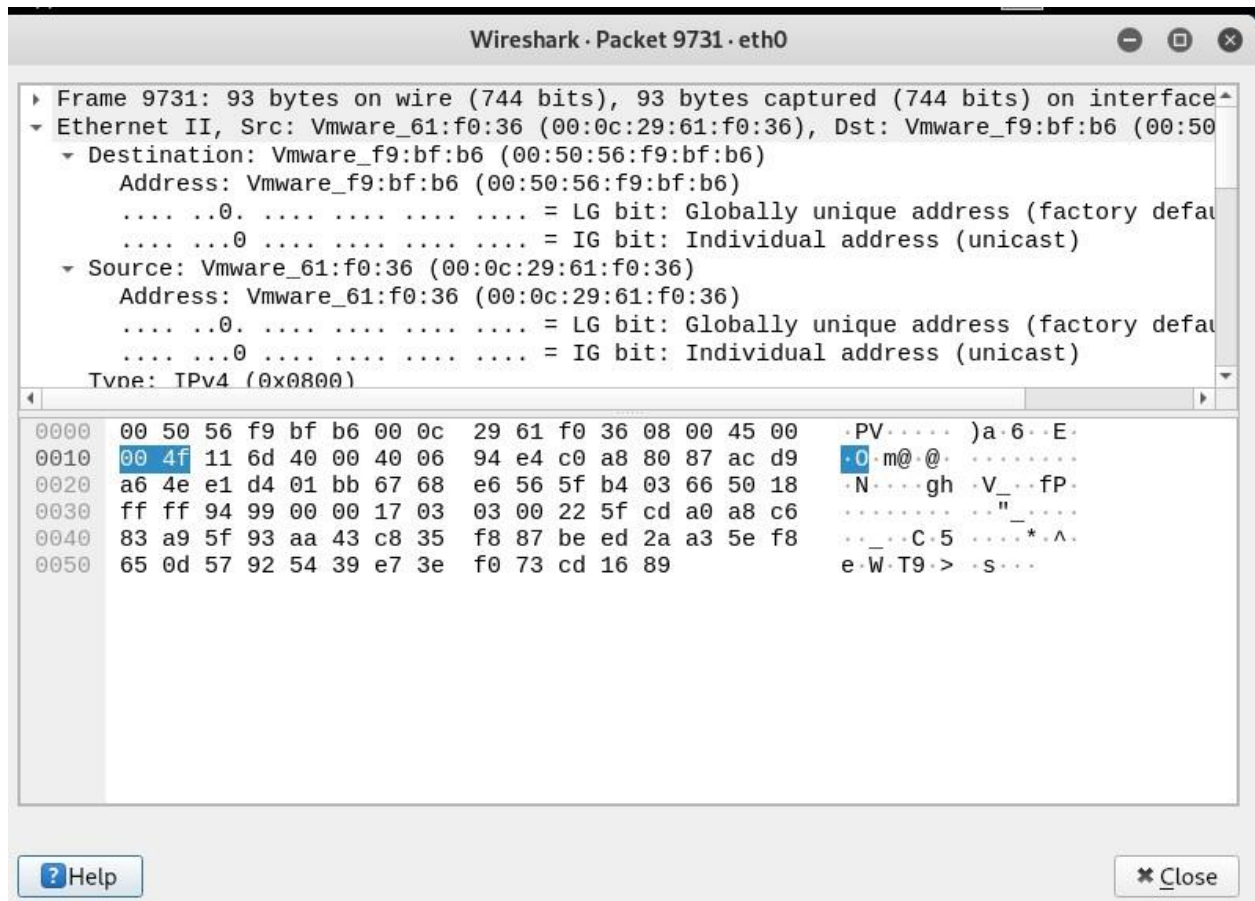 Wireshark · Packet 9731 · eth0
Frame 9731: 93 bytes on wire (744 bits), 93 bytes captured (744 bits) on interface
Ethernet II, Src: Vmware_61:f0:36 (00:0c:29:61:f0:36), Dst: Vmware_f9:bf:b6 (00:50
Destination: Vmware_f9:bf:b6 (00:50:56:f9:bf:b6)
Address: Vmware_f9:bf:b6 (00:50:56:f9:bf:b6)
.... ..0. .... .... .... .... = LG bit: Globally unique address (factory defau
.... ...0 .... .... .... .... = IG bit: Individual address (unicast)
Source: Vmware_61:f0:36 (00:0c:29:61:f0:36)
Address: Vmware_61:f0:36 (00:0c:29:61:f0:36)
.... ..0. .... .... .... .... = LG bit: Globally unique address (factory defau
.... ...0 .... .... .... .... = IG bit: Individual address (unicast)
Type: IPv4 (0x0800)
0000 00 50 56 f9 bf b6 00 0c 29 61 f0 36 08 00 45 00 ·PV····· )a·6··E·
0010 00 4f 11 6d 40 00 40 06 94 e4 c0 a8 80 87 ac d9 ·O·m@·@· ········
0020 a6 4e e1 d4 01 bb 67 68 e6 56 5f b4 03 66 50 18 ·N····gh ·V_··fP·
0030 ff ff 94 99 00 00 17 03 03 00 22 5f cd a0 a8 c6 ········ ··"_····
0040 83 a9 5f 93 aa 43 c8 35 f8 87 be ed 2a a3 5e f8 ··_··C·5 ····*·^·
0050 65 0d 57 92 54 39 e7 3e f0 73 cd 16 89 e·W·T9·> ·s···
Help
Close